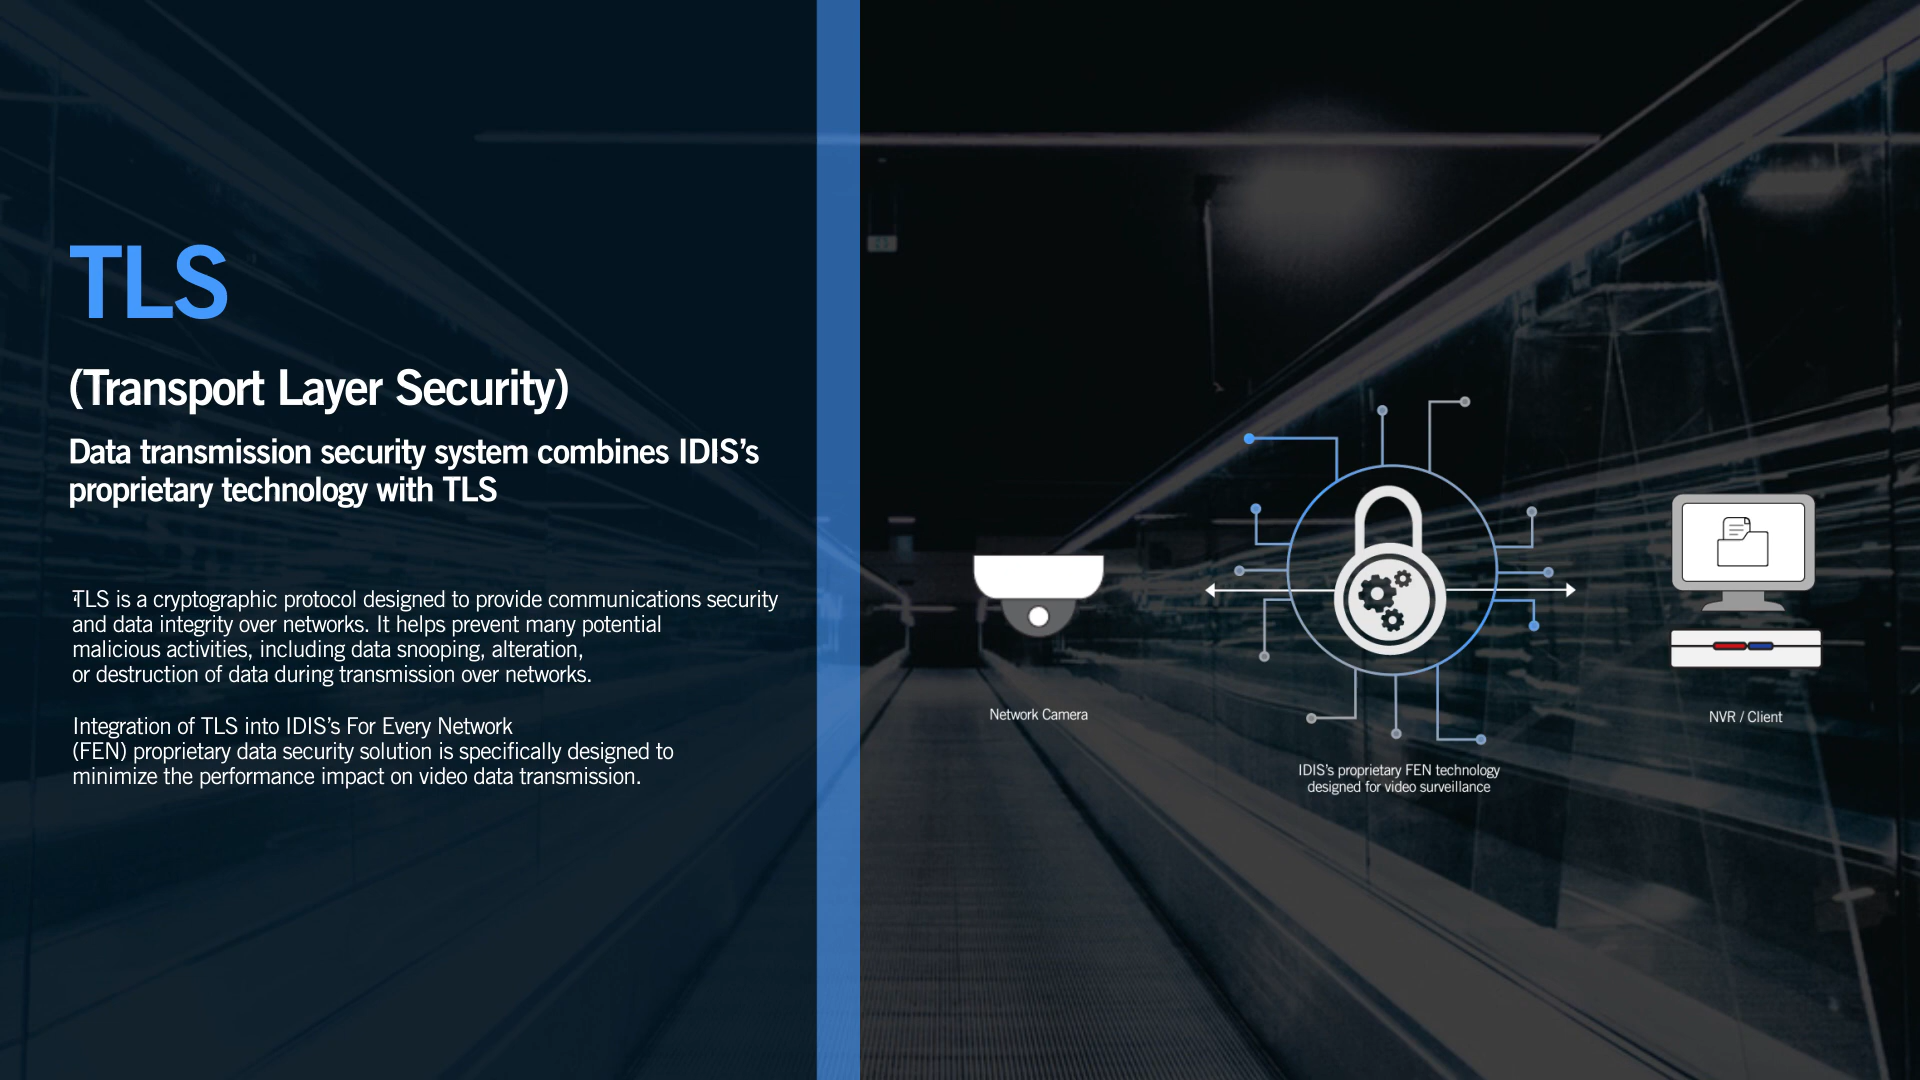 TLS
(Transport Layer Security)
Data transmission security system combines IDIS’s
proprietary technology with TLS
TLS is a cryptographic protocol designed to provide communications security
and data integrity over networks. It helps prevent many potential
malicious activities, including data snooping, alteration,
or destruction of data during transmission over networks.
Integration of TLS into IDIS’s For Every Network
(FEN) proprietary data security solution is specifically designed to
minimize the performance impact on video data transmission.
Network Camera
IDIS’s proprietary FEN technology
designed for video surveillance
NVR / Client